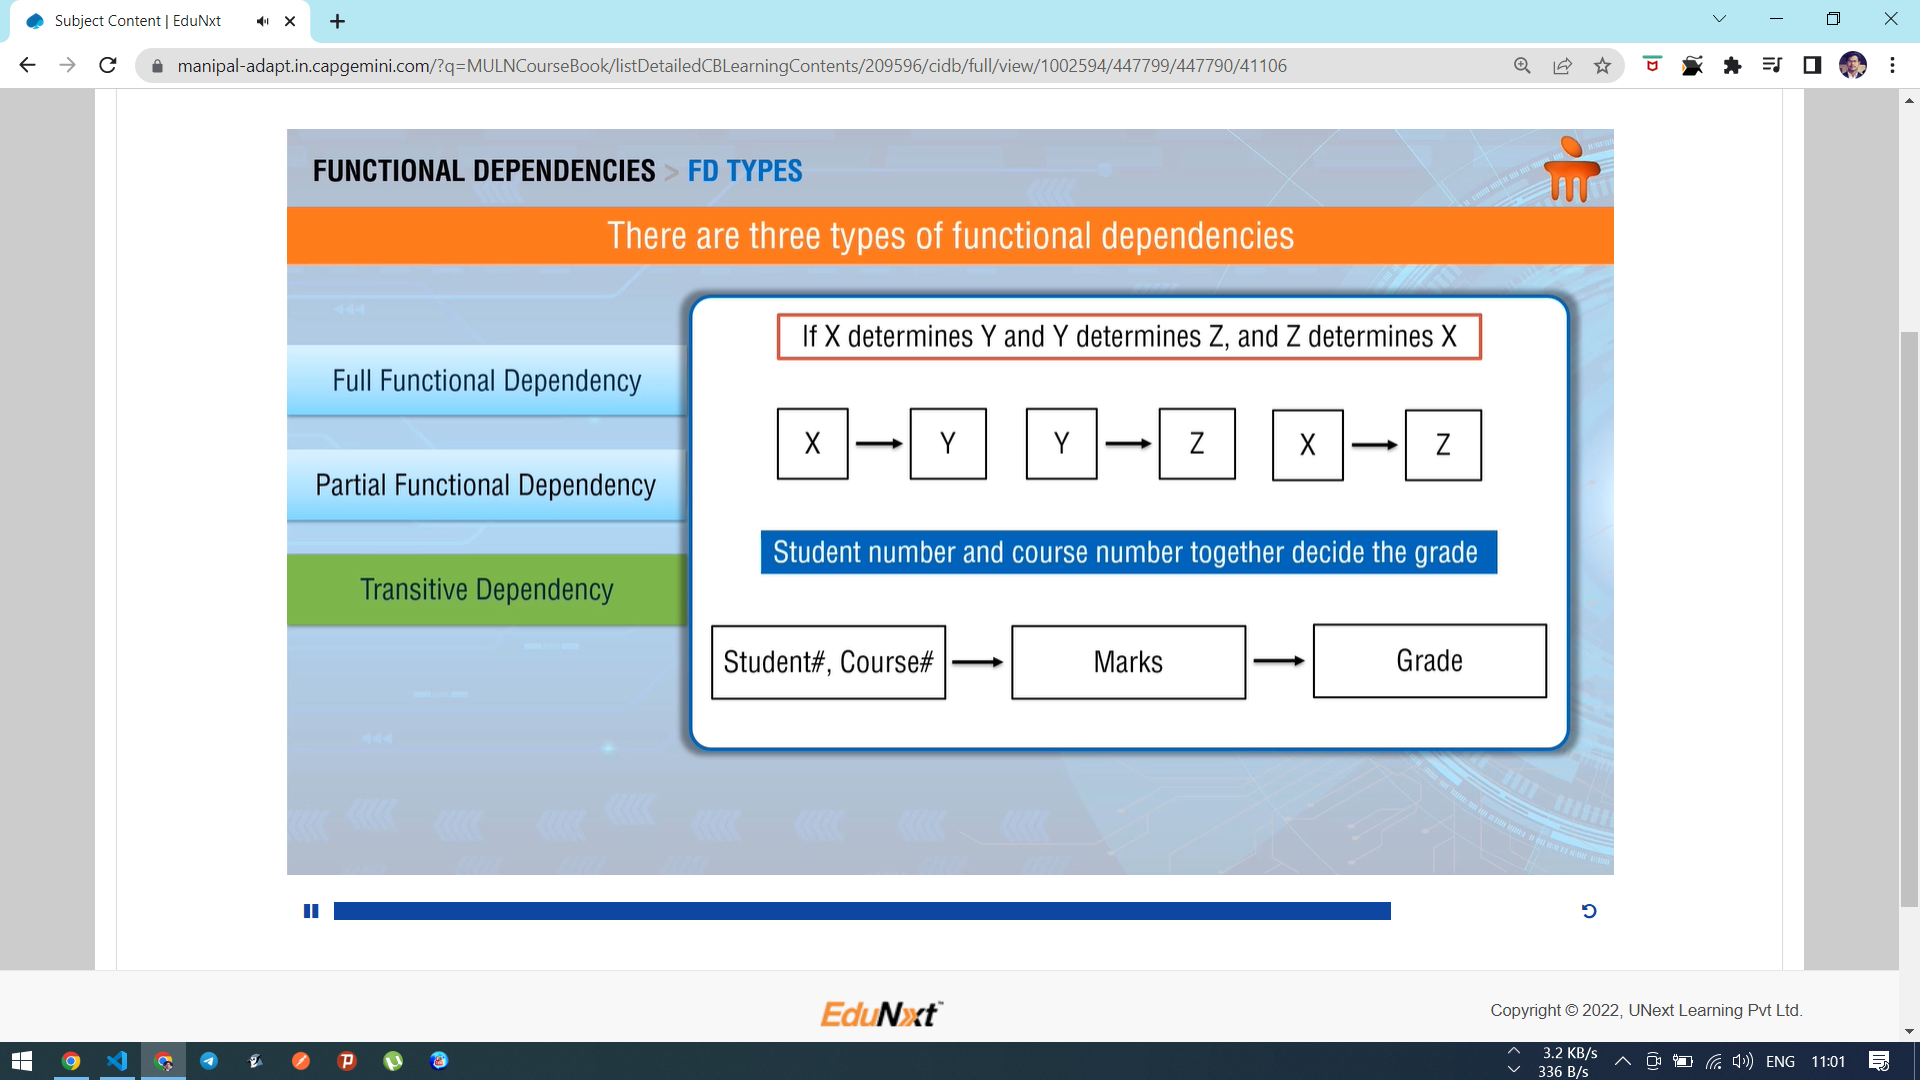 Subject Content | EduNxt
manipal-adapt.in.capgemini.com/?q=MULNCourseBook/listDetailedCBLearningContents/209596/cidb/full/view/1002594/447799/447790/41106
FUNCTIONAL DEPENDENCIES > FD TYPES
There are three types of functional dependencies
Full Functional Dependency
Partial Functional Dependency
Transitive Dependency
If X determines Y and Y determines Z, and Z determines X
X Y Y Z X Z
Student number and course number together decide the grade
Student#, Course# Marks Grade
EduNxt
Copyright © 2022, UNext Learning Pvt Ltd.
3.2 KB/s
336 B/s
ENG 11:01